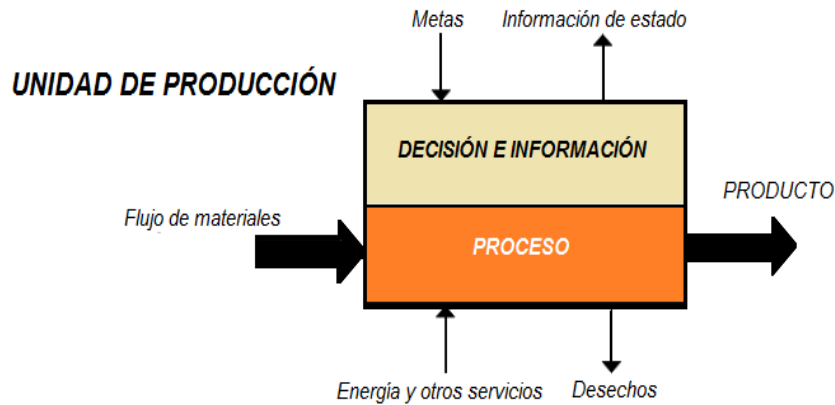 Metas
Información de estado
UNIDAD DE PRODUCCIÓN
DECISIÓN E INFORMACIÓN
PRODUCTO
Flujo de materiales
PROCESO
Energía y otros servicios
Desechos